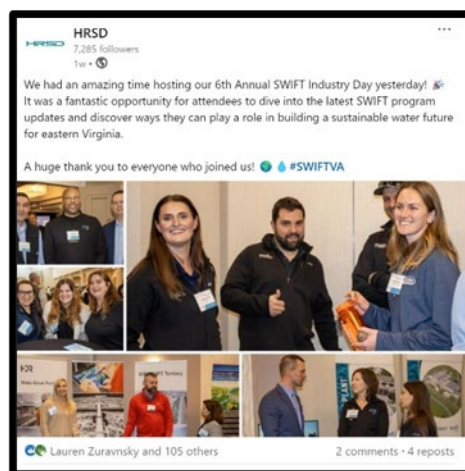 HRSD
HRSD
7,285 followers
1w •
We had an amazing time hosting our 6th Annual SWIFT Industry Day yesterday!
It was a fantastic opportunity for attendees to dive into the latest SWIFT program
updates and discover ways they can play a role in building a sustainable water future
for eastern Virginia.
A huge thank you to everyone who joined us! #SWIFTVA
HDR
PLANT
Lauren Zuravnsky and 105 others
2 comments • 4 reposts